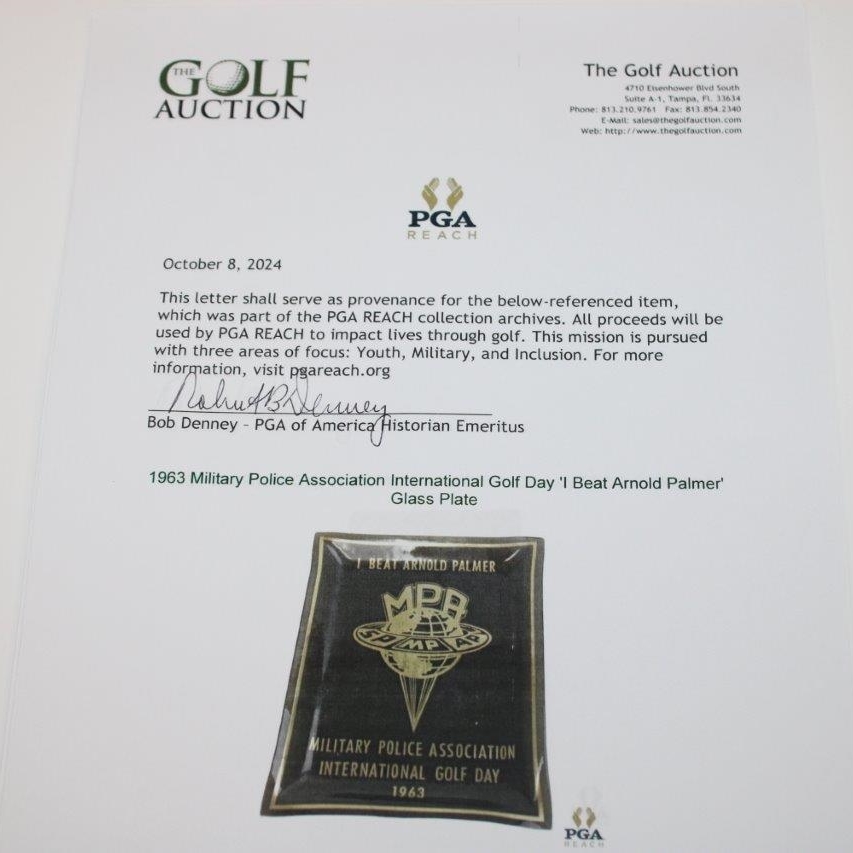 THE
GOLF
AUCTION
The Golf Auction
4710 Eisenhower Blvd South
Suite A-1, Tampa, FL 33634
Phone: 813.210.9761 Fax: 813.854.2340
E-Mail: sales@thegolfauction.com
Web: http://www.thegolfauction.com
PGA
REACH
October 8, 2024
This letter shall serve as provenance for the below-referenced item,
which was part of the PGA REACH collection archives. All proceeds will be
used by PGA REACH to impact lives through golf. This mission is pursued
with three areas of focus: Youth, Military, and Inclusion. For more
information, visit pgareach.org
Robert B Denney
Bob Denney - PGA of America Historian Emeritus
1963 Military Police Association International Golf Day 'I Beat Arnold Palmer'
Glass Plate
I BEAT ARNOLD PALMER
MPA
SP MP AP
MILITARY POLICE ASSOCIATION
INTERNATIONAL GOLF DAY
1963
PGA
REACH